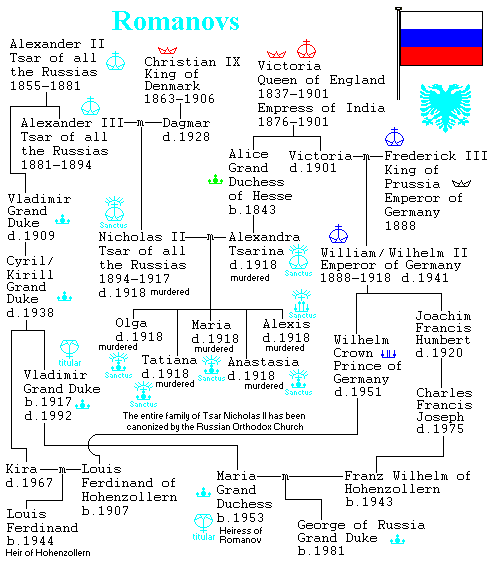 Romanovs
Alexander II
Tsar of all
the Russias
1855-1881
Christian IX
King of
Denmark
1863-1906
Victoria
Queen of England
1837-1901
Empress of India
1876-1901
Alexander III
Tsar of all
the Russias
1881-1894
m
Dagmar
d.1928
Alice
Grand
Duchess
of Hesse
b.1843
Victoria
d.1901
m
Frederick III
King of
Prussia
Emperor of
Germany
1888
Vladimir
Grand
Duke
d.1909
Sanctus
Nicholas II
Tsar of all
the Russias
1894-1917
d.1918 murdered
m
Alexandra
Tsarina
d.1918
murdered
Sanctus
William/Wilhelm II
Emperor of Germany
1888-1918 d.1941
Cyril/
Kirill
Grand
Duke
d.1938
Sanctus
Olga
d.1918
murdered
Maria
d.1918
murdered
Alexis
d.1918
murdered
Tatiana
d.1918
murdered
Anastasia
d.1918
murdered
Sanctus
Sanctus
Sanctus
Wilhelm
Crown
Prince of
Germany
d.1951
Joachim
Francis
Humbert
d.1920
titular
Vladimir
Grand Duke
b.1917
d.1992
Charles
Francis
Joseph
d.1975
The entire family of Tsar Nicholas II has been
canonized by the Russian Orthodox Church
Kira
d.1967
m
Louis
Ferdinand of
Hohenzollern
b.1907
Maria
Grand
Duchess
b.1953
Heiress of
Romanov
titular
m
Franz Wilhelm of
Hohenzollern
b.1943
Louis
Ferdinand
b.1944
Heir of Hohenzollern
George of Russia
Grand Duke
b.1981